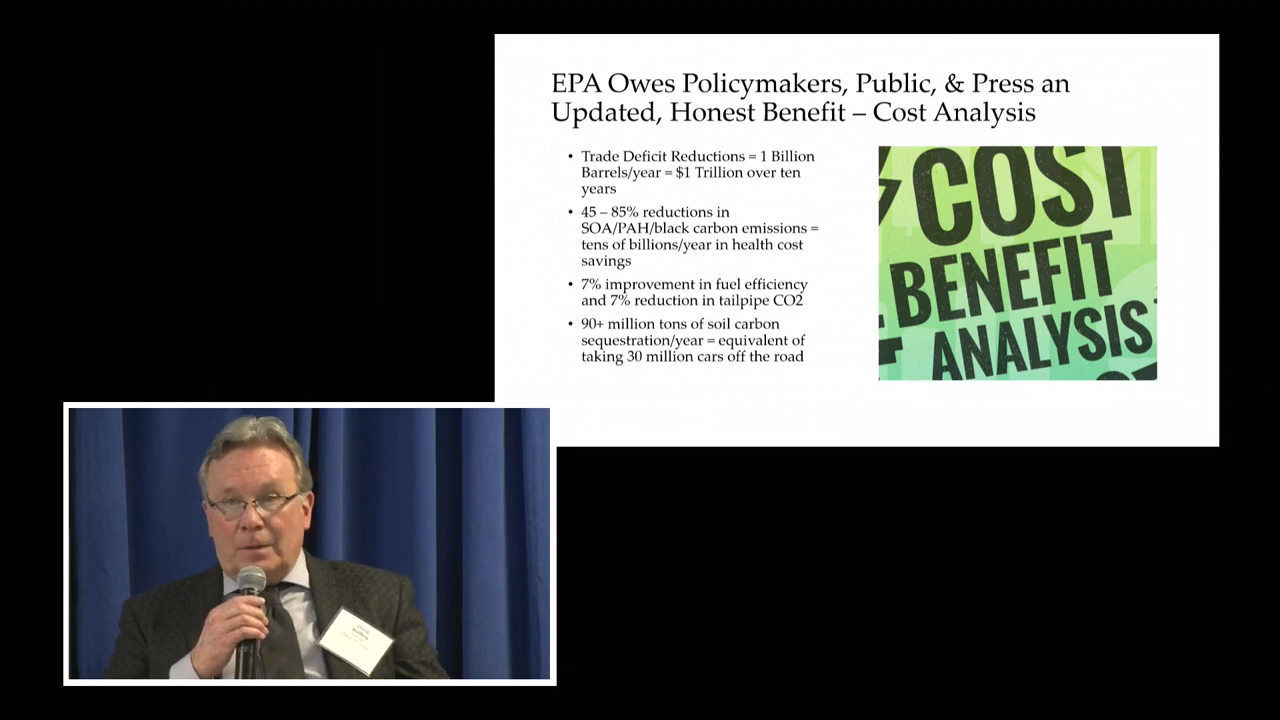 EPA Owes Policymakers, Public, & Press an
Updated, Honest Benefit – Cost Analysis
• Trade Deficit Reductions = 1 Billion
Barrels/year = $1 Trillion over ten
years
• 45 – 85% reductions in
SOA/PAH/black carbon emissions =
tens of billions/year in health cost
savings
• 7% improvement in fuel efficiency
and 7% reduction in tailpipe CO2
• 90+ million tons of soil carbon
sequestration/year = equivalent of
taking 30 million cars off the road
COST
BENEFIT
ANALYSIS